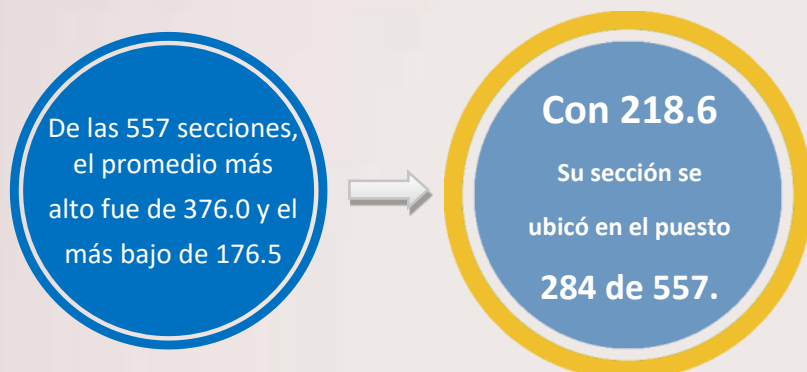 De las 557 secciones,
el promedio más
alto fue de 376.0 y el
más bajo de 176.5
Con 218.6
Su sección se
ubicó en el puesto
284 de 557.